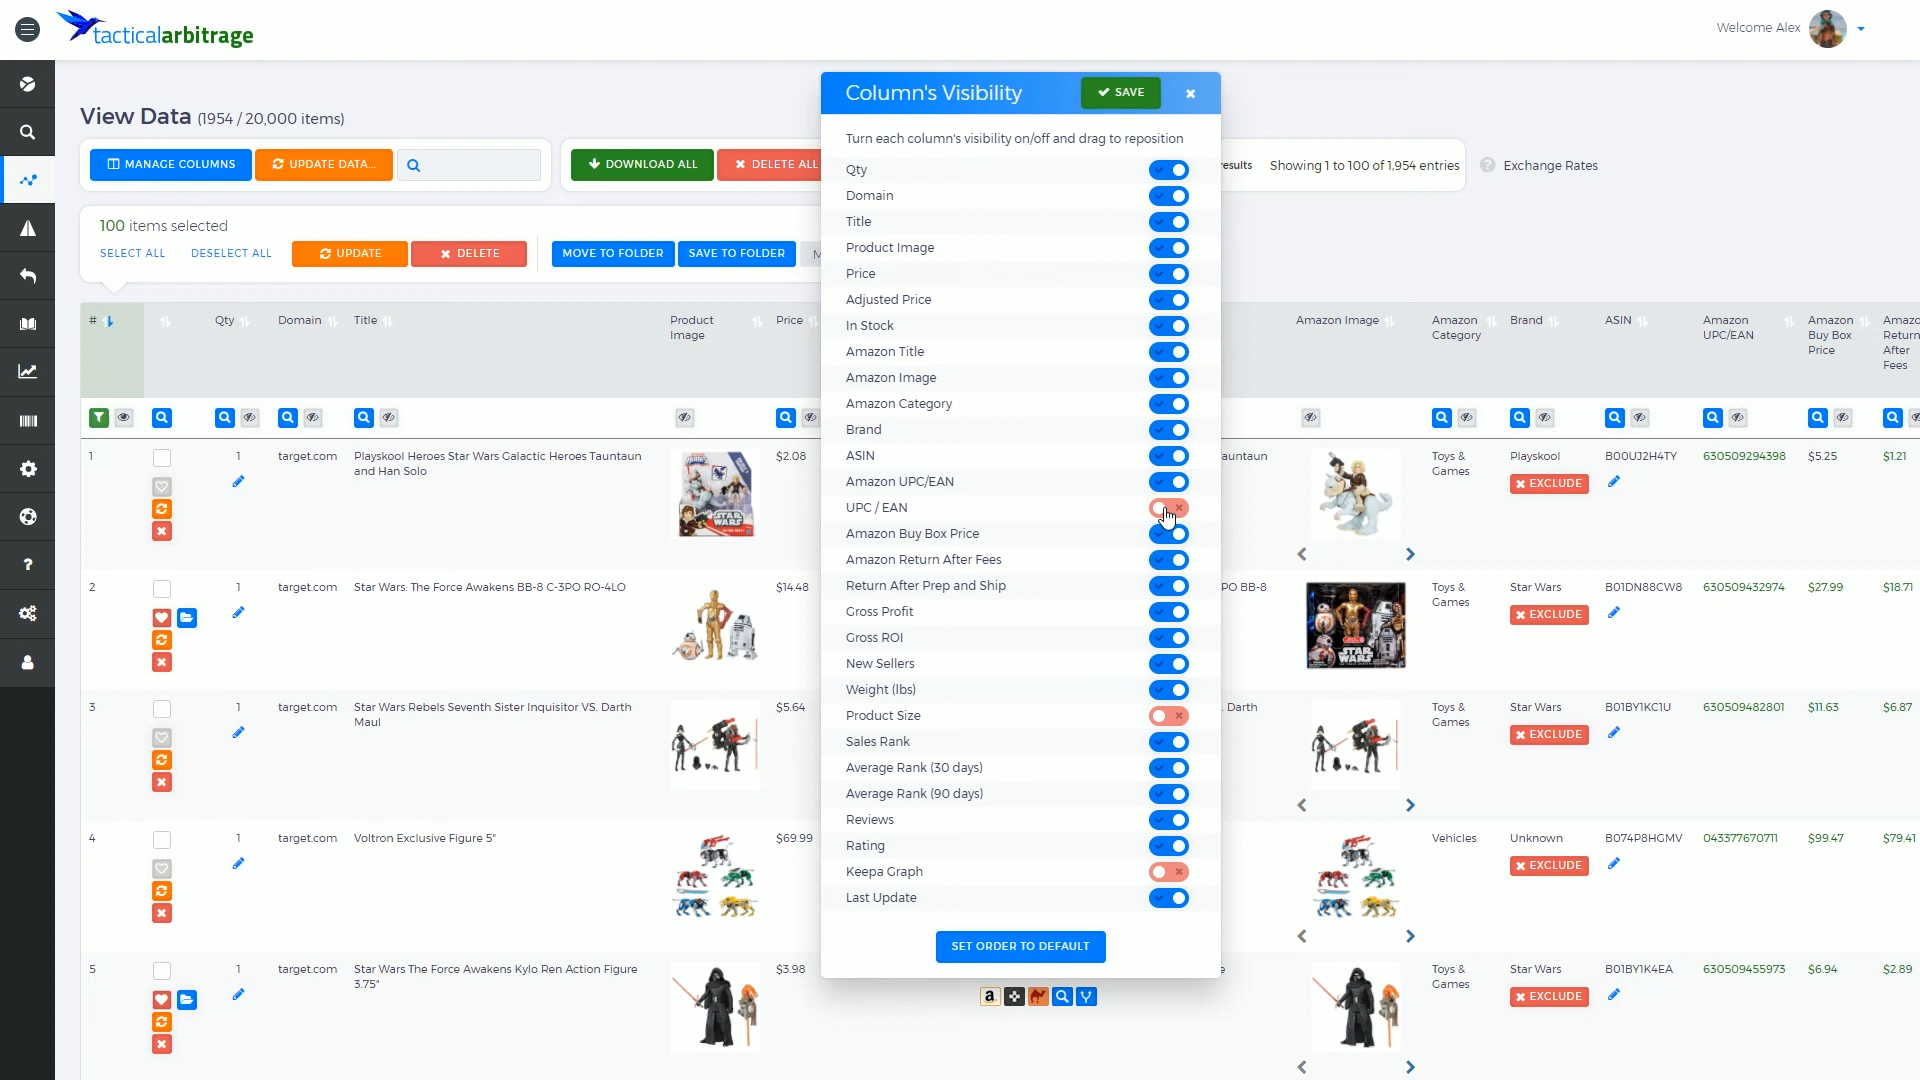 tacticalarbitrage
Welcome Alex
View Data (1954 / 20,000 items)
MANAGE COLUMNS
UPDATE DATA...
DOWNLOAD ALL
DELETE ALL
results
Showing 1 to 100 of 1,954 entries
? Exchange Rates
100 items selected
SELECT ALL
DESELECT ALL
UPDATE
DELETE
MOVE TO FOLDER
SAVE TO FOLDER
M
Column's Visibility
SAVE
Turn each column's visibility on/off and drag to reposition
Qty
Domain
Title
Product Image
Price
Adjusted Price
In Stock
Amazon Title
Amazon Image
Amazon Category
Brand
ASIN
Amazon UPC/EAN
UPC / EAN
Amazon Buy Box Price
Amazon Return After Fees
Return After Prep and Ship
Gross Profit
Gross ROI
New Sellers
Weight (lbs)
Product Size
Sales Rank
Average Rank (30 days)
Average Rank (90 days)
Reviews
Rating
Keepa Graph
Last Update
SET ORDER TO DEFAULT
#
Qty
Domain
Title
Product
Image
Price
Amazon Image
Amazon
Category
Brand
ASIN
Amazon
UPC/EAN
Amazon
Buy Box
Price
Amazo
Return
After
Fees
1
1
target.com
Playskool Heroes Star Wars Galactic Heroes Tauntaun
and Han Solo
STAR
WARS
$2.08
auntaun
Toys &
Games
Playskool
EXCLUDE
B00UJ2H4TY
630509294398
$5.25
$1.21
2
1
target.com
Star Wars: The Force Awakens BB-8 C-3PO RO-4LO
$14.48
PO BB-8
STAR
WARS
Toys &
Games
Star Wars
EXCLUDE
B01DN88CW8
630509432974
$27.99
$18.71
3
1
target.com
Star Wars Rebels Seventh Sister Inquisitor VS. Darth
Maul
$5.64
. Darth
Toys &
Games
Star Wars
EXCLUDE
B01BY1KC1U
630509482801
$11.63
$6.87
4
1
target.com
Voltron Exclusive Figure 5"
$69.99
Vehicles
Unknown
EXCLUDE
B074P8HGMV
043377670711
$99.47
$79.41
5
1
target.com
Star Wars The Force Awakens Kylo Ren Action Figure
3.75"
$3.98
e
a
Toys &
Games
Star Wars
EXCLUDE
B01BY1K4EA
630509455973
$6.94
$2.89